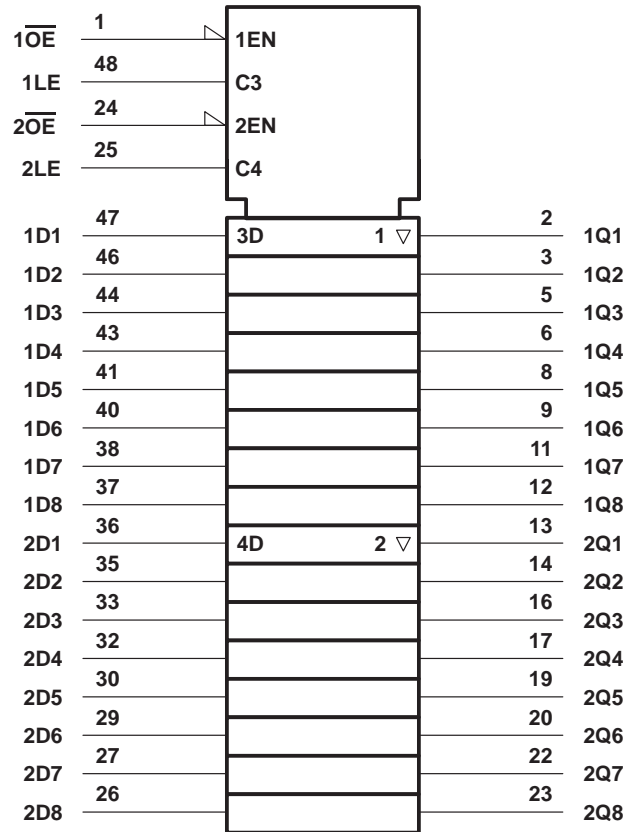 1O̅E̅ 1 1EN
1LE 48 C3
2O̅E̅ 24 2EN
2LE 25 C4
1D1 47 3D 1 ▽ 2 1Q1
1D2 46 3 1Q2
1D3 44 5 1Q3
1D4 43 6 1Q4
1D5 41 8 1Q5
1D6 40 9 1Q6
1D7 38 11 1Q7
1D8 37 12 1Q8
2D1 36 4D 2 ▽ 13 2Q1
2D2 35 14 2Q2
2D3 33 16 2Q3
2D4 32 17 2Q4
2D5 30 19 2Q5
2D6 29 20 2Q6
2D7 27 22 2Q7
2D8 26 23 2Q8